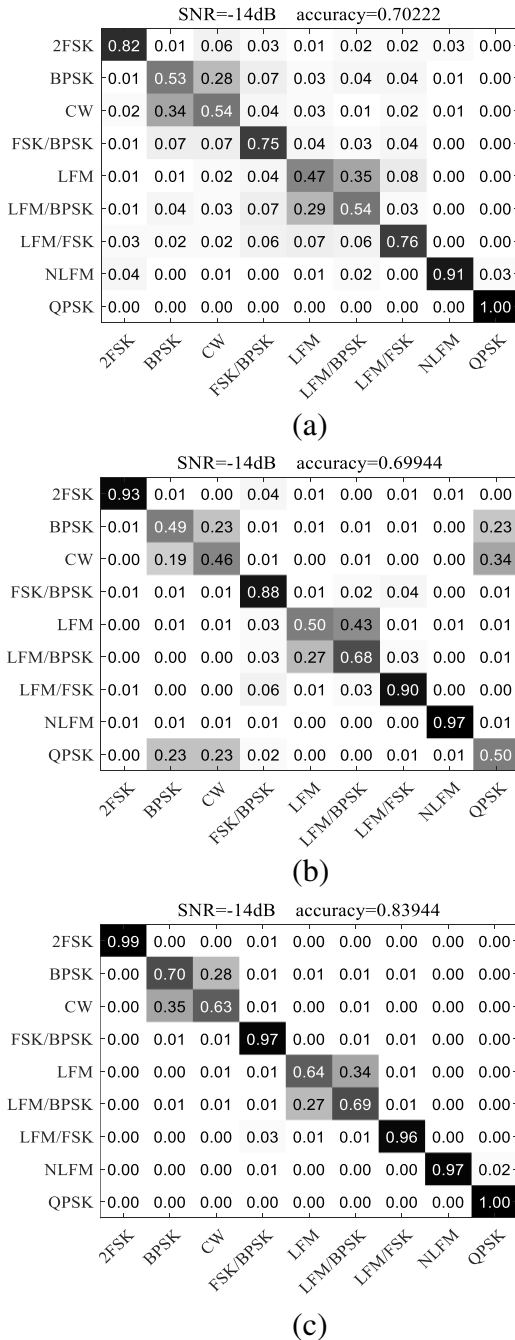 SNR=-14dB accuracy=0.70222
2FSK 0.82 0.01 0.06 0.03 0.01 0.02 0.02 0.03 0.00
BPSK 0.01 0.53 0.28 0.07 0.03 0.04 0.04 0.01 0.00
CW 0.02 0.34 0.54 0.04 0.03 0.01 0.02 0.01 0.00
FSK/BPSK 0.01 0.07 0.07 0.75 0.04 0.03 0.04 0.00 0.00
LFM 0.01 0.01 0.02 0.04 0.47 0.35 0.08 0.00 0.00
LFM/BPSK 0.01 0.04 0.03 0.07 0.29 0.54 0.03 0.00 0.00
LFM/FSK 0.03 0.02 0.02 0.06 0.07 0.06 0.76 0.00 0.00
NLFM 0.04 0.00 0.01 0.00 0.01 0.02 0.00 0.91 0.03
QPSK 0.00 0.00 0.00 0.00 0.00 0.00 0.00 0.00 1.00
2FSK BPSK CW FSK/BPSK LFM LFM/BPSK LFM/FSK NLFM QPSK
(a)
SNR=-14dB accuracy=0.69944
2FSK 0.93 0.01 0.00 0.04 0.01 0.00 0.01 0.01 0.00
BPSK 0.01 0.49 0.23 0.01 0.01 0.01 0.01 0.00 0.23
CW 0.00 0.19 0.46 0.01 0.00 0.00 0.01 0.00 0.34
FSK/BPSK 0.01 0.01 0.01 0.88 0.01 0.02 0.04 0.00 0.01
LFM 0.00 0.01 0.01 0.03 0.50 0.43 0.01 0.01 0.01
LFM/BPSK 0.00 0.00 0.00 0.03 0.27 0.68 0.03 0.00 0.01
LFM/FSK 0.01 0.00 0.00 0.06 0.01 0.03 0.90 0.00 0.00
NLFM 0.01 0.01 0.01 0.01 0.00 0.00 0.00 0.97 0.01
QPSK 0.00 0.23 0.23 0.02 0.00 0.00 0.01 0.01 0.50
2FSK BPSK CW FSK/BPSK LFM LFM/BPSK LFM/FSK NLFM QPSK
(b)
SNR=-14dB accuracy=0.83944
2FSK 0.99 0.00 0.00 0.01 0.00 0.00 0.00 0.00 0.00
BPSK 0.00 0.70 0.28 0.01 0.01 0.01 0.00 0.00 0.00
CW 0.00 0.35 0.63 0.01 0.00 0.00 0.01 0.00 0.00
FSK/BPSK 0.00 0.01 0.01 0.97 0.00 0.01 0.01 0.00 0.00
LFM 0.00 0.00 0.00 0.01 0.64 0.34 0.01 0.00 0.00
LFM/BPSK 0.00 0.01 0.01 0.01 0.27 0.69 0.01 0.00 0.00
LFM/FSK 0.00 0.00 0.00 0.03 0.01 0.01 0.96 0.00 0.00
NLFM 0.00 0.00 0.00 0.01 0.00 0.00 0.00 0.97 0.02
QPSK 0.00 0.00 0.00 0.00 0.00 0.00 0.00 0.00 1.00
2FSK BPSK CW FSK/BPSK LFM LFM/BPSK LFM/FSK NLFM QPSK
(c)